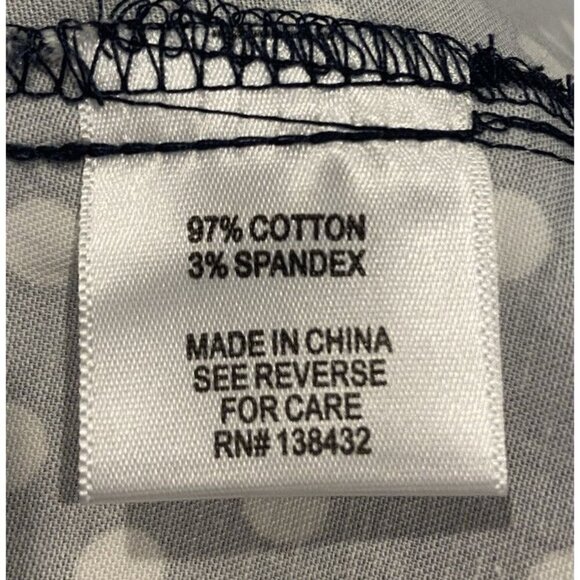 97% COTTON
3% SPANDEX
MADE IN CHINA
SEE REVERSE
FOR CARE
RN# 138432